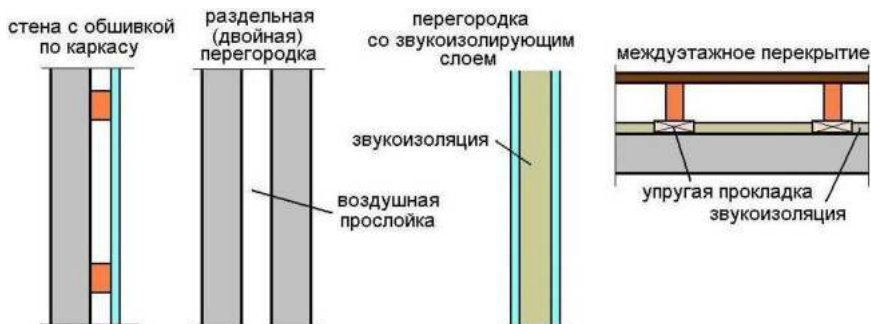 стена с обшивкой
по каркасу
раздельная
(двойная)
перегородка
перегородка
со звукоизолирующим
слоем
междуэтажное перекрытие
звукоизоляция
воздушная
прослойка
упругая прокладка
звукоизоляция